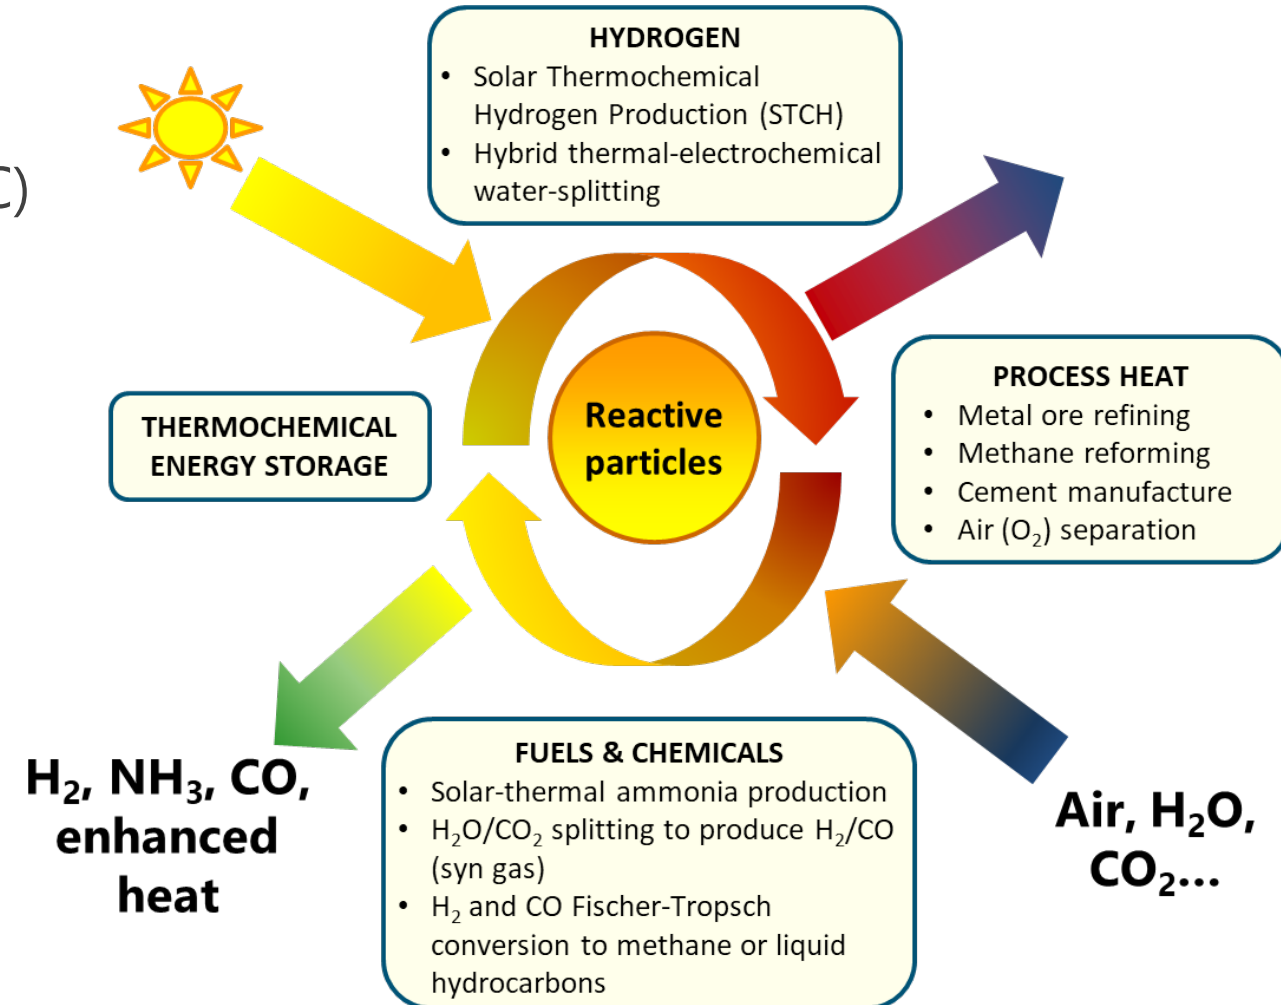 HYDROGEN
• Solar Thermochemical
Hydrogen Production (STCH)
• Hybrid thermal-electrochemical
water-splitting
C)
THERMOCHEMICAL
ENERGY STORAGE
Reactive
particles
PROCESS HEAT
• Metal ore refining
• Methane reforming
• Cement manufacture
• Air (O₂) separation
H₂, NH₃, CO,
enhanced
heat
FUELS & CHEMICALS
• Solar-thermal ammonia production
• H₂O/CO₂ splitting to produce H₂/CO
(syn gas)
• H₂ and CO Fischer-Tropsch
conversion to methane or liquid
hydrocarbons
Air, H₂O,
CO₂...